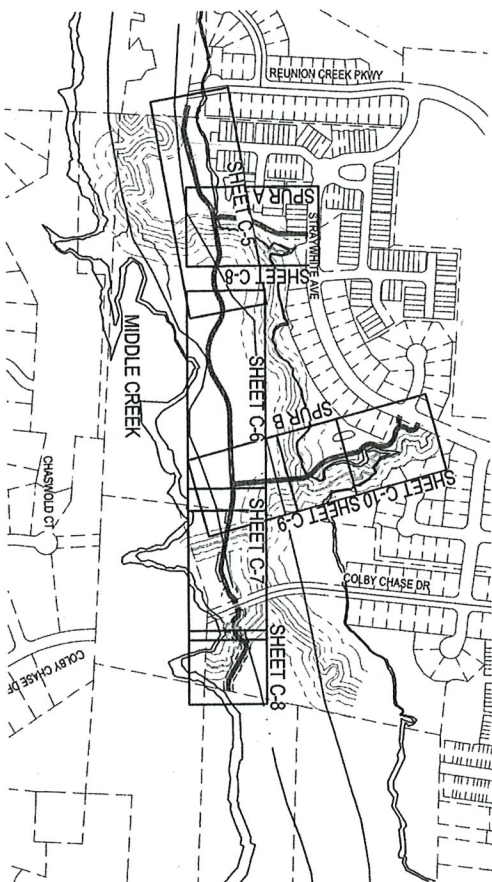 REUNION CREEK PKWY
SHEET C-5
SPUR A
STRAYWHITE AVE
SHEET C-8
MIDDLE CREEK
SHEET C-6
SPUR B
SHEET C-10
SHEET C-9
CHASWOLD CT
SHEET C-7
COLBY CHASE DR
SHEET C-8
COLBY CHASE DR